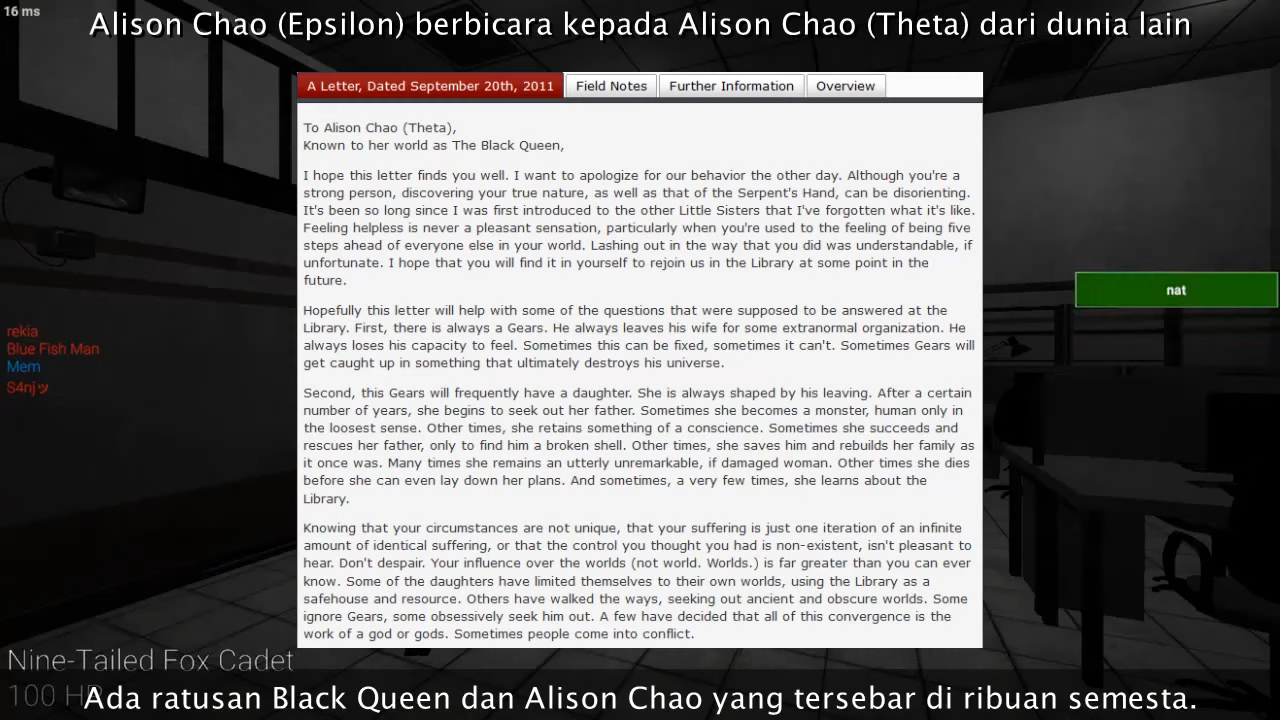 16 ms
Alison Chao (Epsilon) berbicara kepada Alison Chao (Theta) dari dunia lain
A Letter, Dated September 20th, 2011 Field Notes Further Information Overview
To Alison Chao (Theta),
Known to her world as The Black Queen,
I hope this letter finds you well. I want to apologize for our behavior the other day. Although you're a
strong person, discovering your true nature, as well as that of the Serpent's Hand, can be disorienting.
It's been so long since I was first introduced to the other Little Sisters that I've forgotten what it's like.
Feeling helpless is never a pleasant sensation, particularly when you're used to the feeling of being five
steps ahead of everyone else in your world. Lashing out in the way that you did was understandable, if
unfortunate. I hope that you will find it in yourself to rejoin us in the Library at some point in the
future.
Hopefully this letter will help with some of the questions that were supposed to be answered at the
Library. First, there is always a Gears. He always leaves his wife for some extranormal organization. He
always loses his capacity to feel. Sometimes this can be fixed, sometimes it can't. Sometimes Gears will
get caught up in something that ultimately destroys his universe.
Second, this Gears will frequently have a daughter. She is always shaped by his leaving. After a certain
number of years, she begins to seek out her father. Sometimes she becomes a monster, human only in
the loosest sense. Other times, she retains something of a conscience. Sometimes she succeeds and
rescues her father, only to find him a broken shell. Other times, she saves him and rebuilds her family as
it once was. Many times she remains an utterly unremarkable, if damaged woman. Other times she dies
before she can even lay down her plans. And sometimes, a very few times, she learns about the
Library.
Knowing that your circumstances are not unique, that your suffering is just one iteration of an infinite
amount of identical suffering, or that the control you thought you had is non-existent, isn't pleasant to
hear. Don't despair. Your influence over the worlds (not world. Worlds.) is far greater than you can ever
know. Some of the daughters have limited themselves to their own worlds, using the Library as a
safehouse and resource. Others have walked the ways, seeking out ancient and obscure worlds. Some
ignore Gears, some obsessively seek him out. A few have decided that all of this convergence is the
work of a god or gods. Sometimes people come into conflict.
nat
rekia
Blue Fish Man
Mem
S4njッ
Nine-Tailed Fox Cadet
100 HP
Ada ratusan Black Queen dan Alison Chao yang tersebar di ribuan semesta.